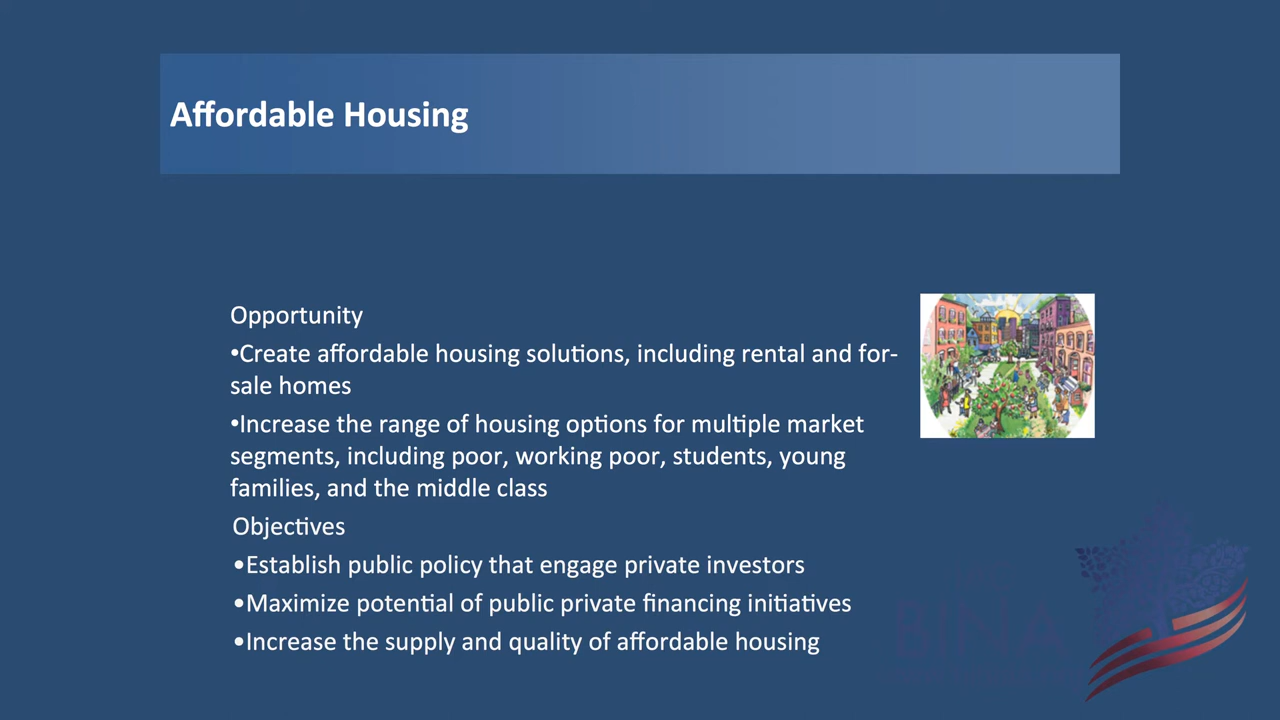 Affordable Housing
Opportunity
•Create affordable housing solutions, including rental and for-
sale homes
•Increase the range of housing options for multiple market
segments, including poor, working poor, students, young
families, and the middle class
Objectives
•Establish public policy that engage private investors
•Maximize potential of public private financing initiatives
•Increase the supply and quality of affordable housing
BINA